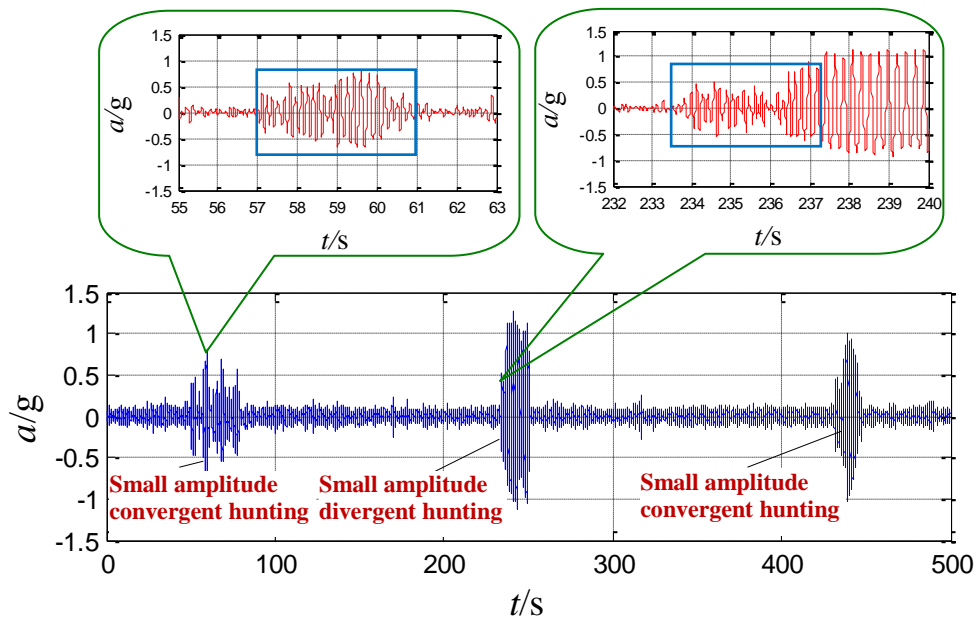 1.5
1
0.5
0
-0.5
-1
-1.5
a/g
55 56 57 58 59 60 61 62 63
t/s
1.5
1
0.5
0
-0.5
-1
-1.5
a/g
232 233 234 235 236 237 238 239 240
t/s
1.5
1
0.5
0
-0.5
-1
-1.5
a/g
Small amplitude
convergent hunting
Small amplitude
divergent hunting
Small amplitude
convergent hunting
0 100 200 300 400 500
t/s